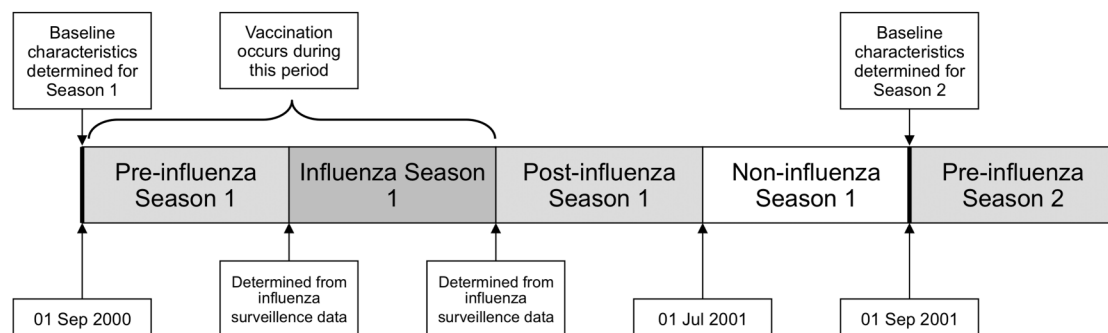 Baseline
characteristics
determined for
Season 1
Vaccination
occurs during
this period
Baseline
characteristics
determined for
Season 2
Pre-influenza
Season 1
Influenza Season
1
Post-influenza
Season 1
Non-influenza
Season 1
Pre-influenza
Season 2
01 Sep 2000
Determined from
influenza
surveillence data
Determined from
influenza
surveillence data
01 Jul 2001
01 Sep 2001